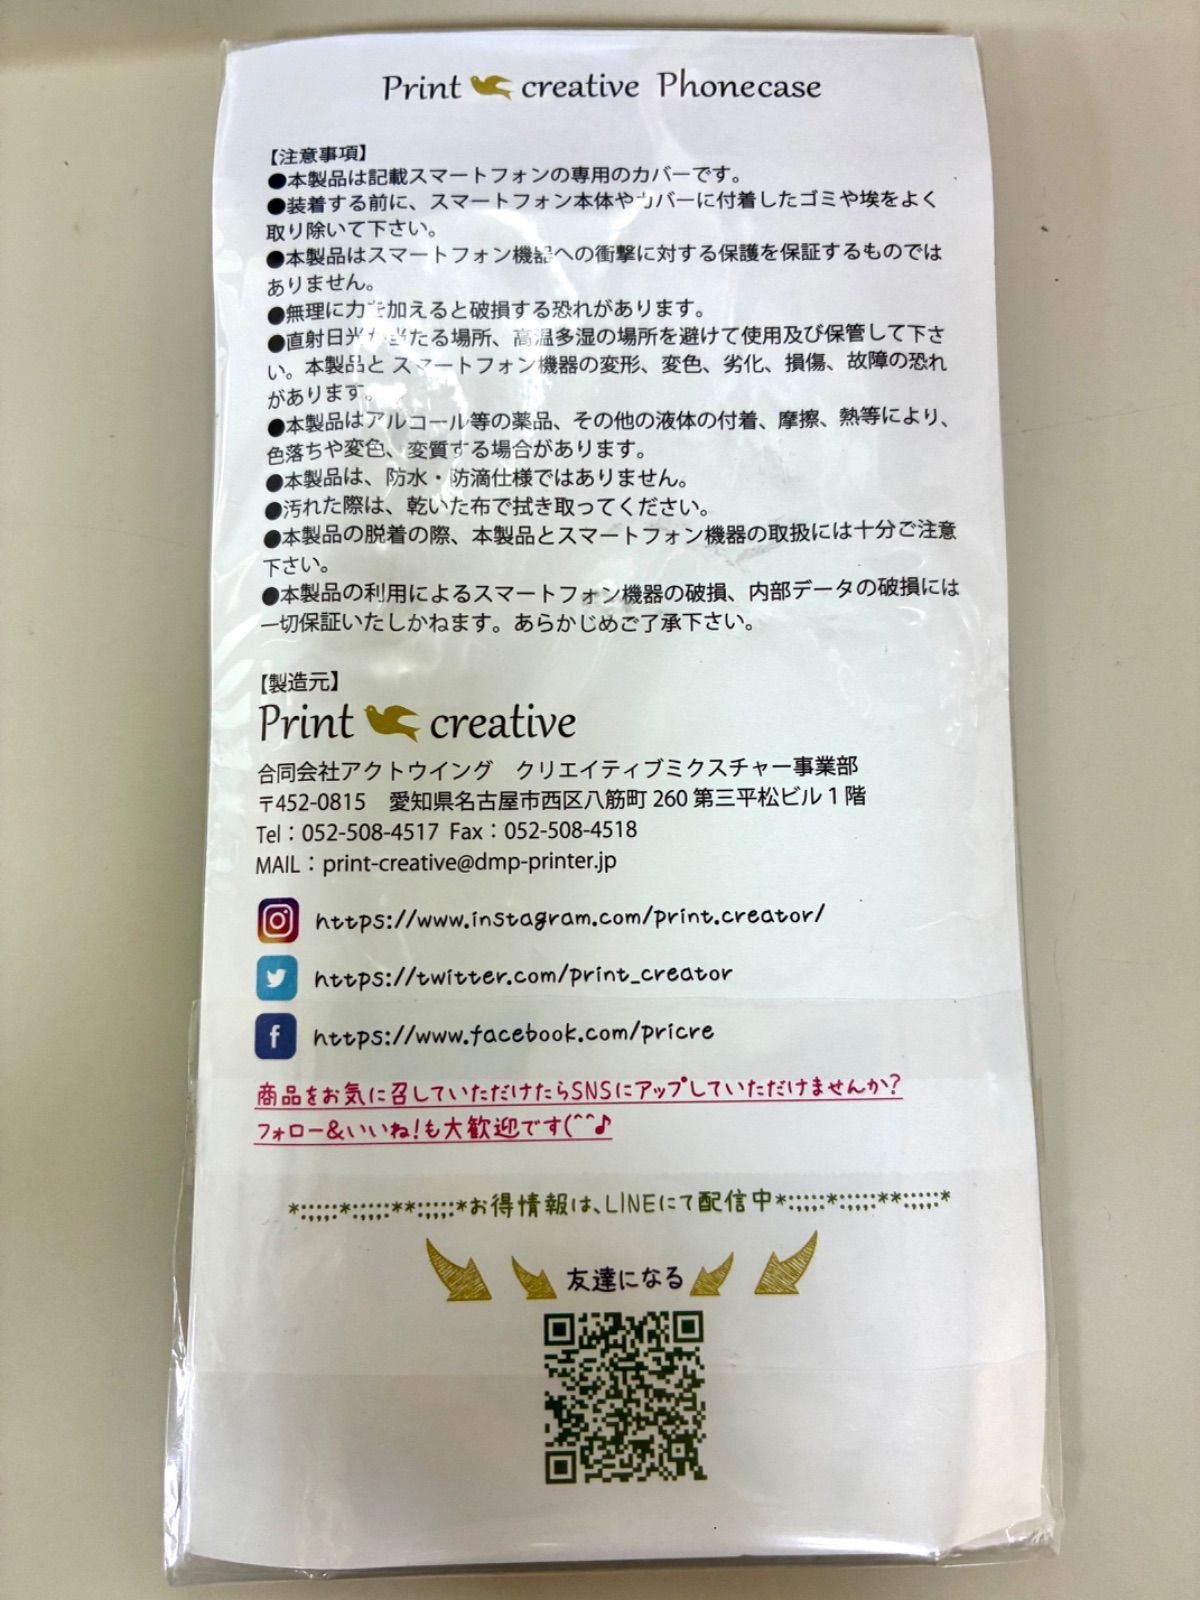 Print creative Phonecase
【注意事項】
●本製品は記載スマートフォンの専用のカバーです。
●装着する前に、スマートフォン本体やカバーに付着したゴミや埃をよく
取り除いて下さい。
●本製品はスマートフォン機器への衝撃に対する保護を保証するものでは
ありません。
●無理に力を加えると破損する恐れがあります。
●直射日光が当たる場所、高温多湿の場所を避けて使用及び保管して下さ
い。本製品と スマートフォン機器の変形、変色、劣化、損傷、故障の恐れ
があります。
●本製品はアルコール等の薬品、その他の液体の付着、摩擦、熱等により、
色落ちや変色、変質する場合があります。
●本製品は、防水・防滴仕様ではありません。
●汚れた際は、乾いた布で拭き取ってください。
●本製品の脱着の際、本製品とスマートフォン機器の取扱には十分ご注意
下さい。
●本製品の利用によるスマートフォン機器の破損、内部データの破損には
一切保証いたしかねます。あらかじめご了承下さい。
【製造元】
Print creative
合同会社アクトウイング　クリエイティブミクスチャー事業部
〒452-0815　愛知県名古屋市西区八筋町 260 第三平松ビル 1 階
Tel：052-508-4517 Fax：052-508-4518
MAIL：print-creative@dmp-printer.jp
https://www.instagram.com/print.creator/
https://twitter.com/print_creator
https://www.facebook.com/pricre
商品をお気に召していただけたらSNSにアップしていただけませんか?
フォロー&いいね!も大歓迎です(^^♪
*:;;;:*:;;;:**:;;;:*お得情報は、LINEにて配信中*:;;;:*:;;;:**:;;;:*
友達になる